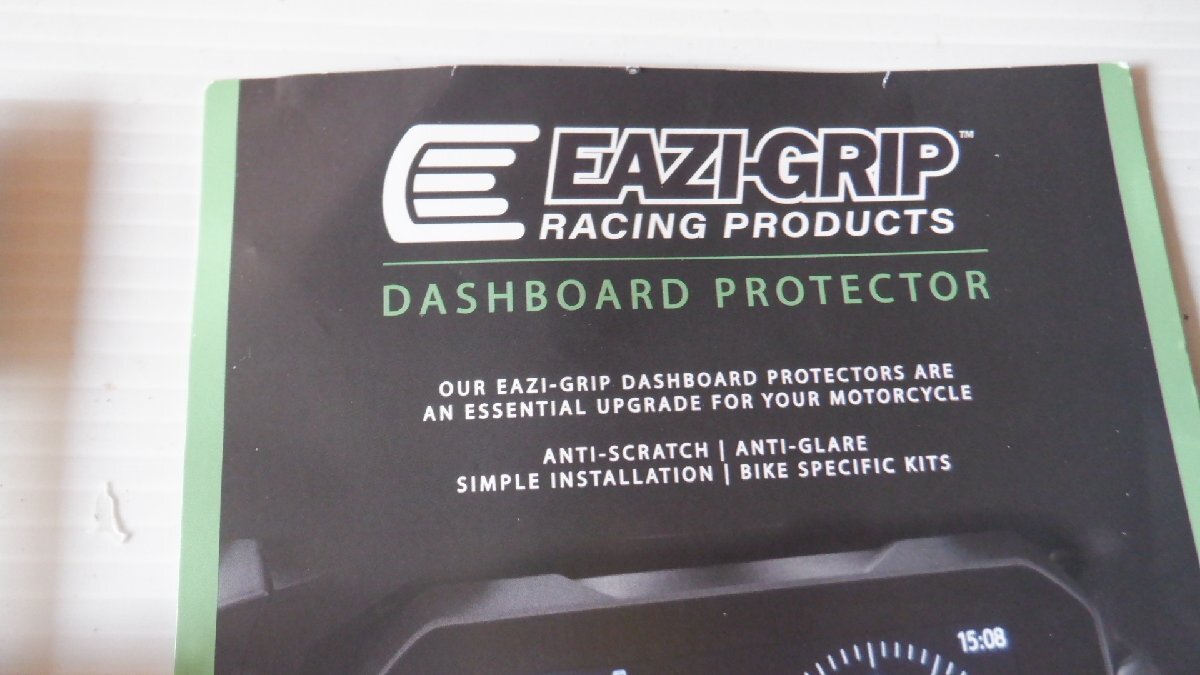 EAZI-GRIP™
RACING PRODUCTS
DASHBOARD PROTECTOR
OUR EAZI-GRIP DASHBOARD PROTECTORS ARE
AN ESSENTIAL UPGRADE FOR YOUR MOTORCYCLE
ANTI-SCRATCH | ANTI-GLARE
SIMPLE INSTALLATION | BIKE SPECIFIC KITS
15:08